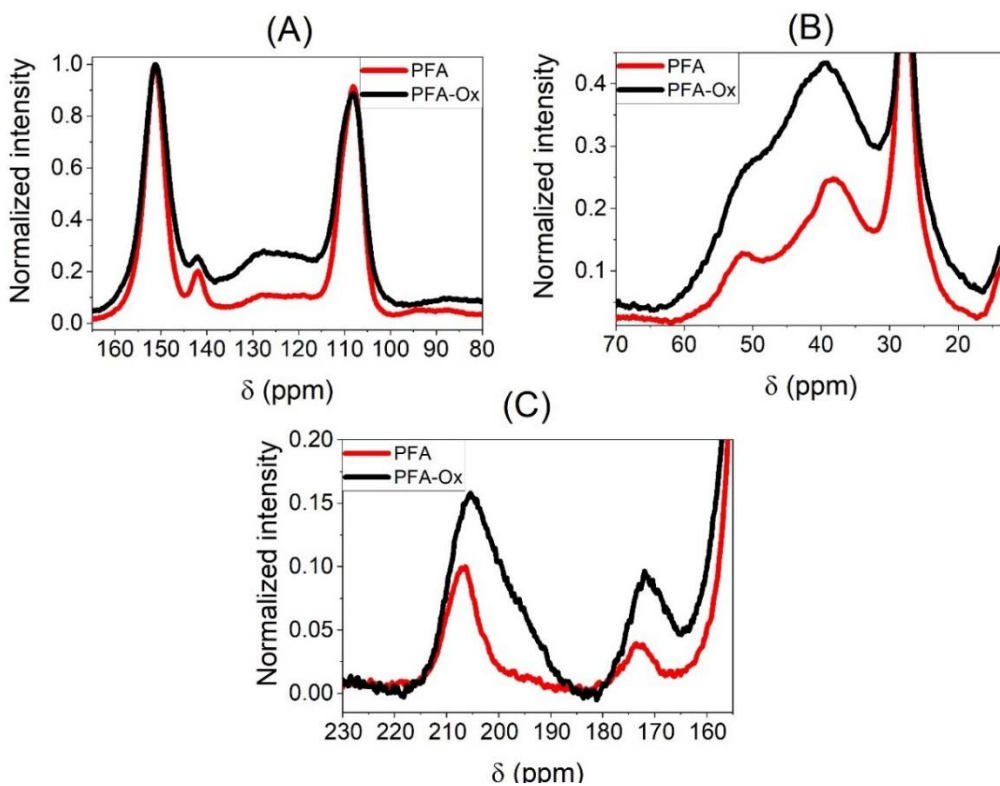 (A)
PFA
PFA-Ox
Normalized intensity
1.0
0.8
0.6
0.4
0.2
0.0
160 150 140 130 120 110 100 90 80
δ (ppm)
(B)
PFA
PFA-Ox
Normalized intensity
0.4
0.3
0.2
0.1
70 60 50 40 30 20
δ (ppm)
(C)
PFA
PFA-Ox
Normalized intensity
0.20
0.15
0.10
0.05
0.00
230 220 210 200 190 180 170 160
δ (ppm)